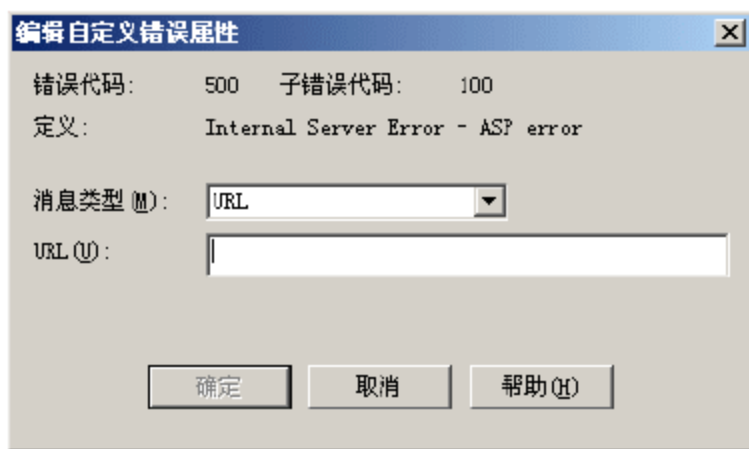 编辑自定义错误属性
错误代码: 500 子错误代码: 100
定义: Internal Server Error - ASP error
消息类型(M): URL
URL(U):
确定 取消 帮助(H)